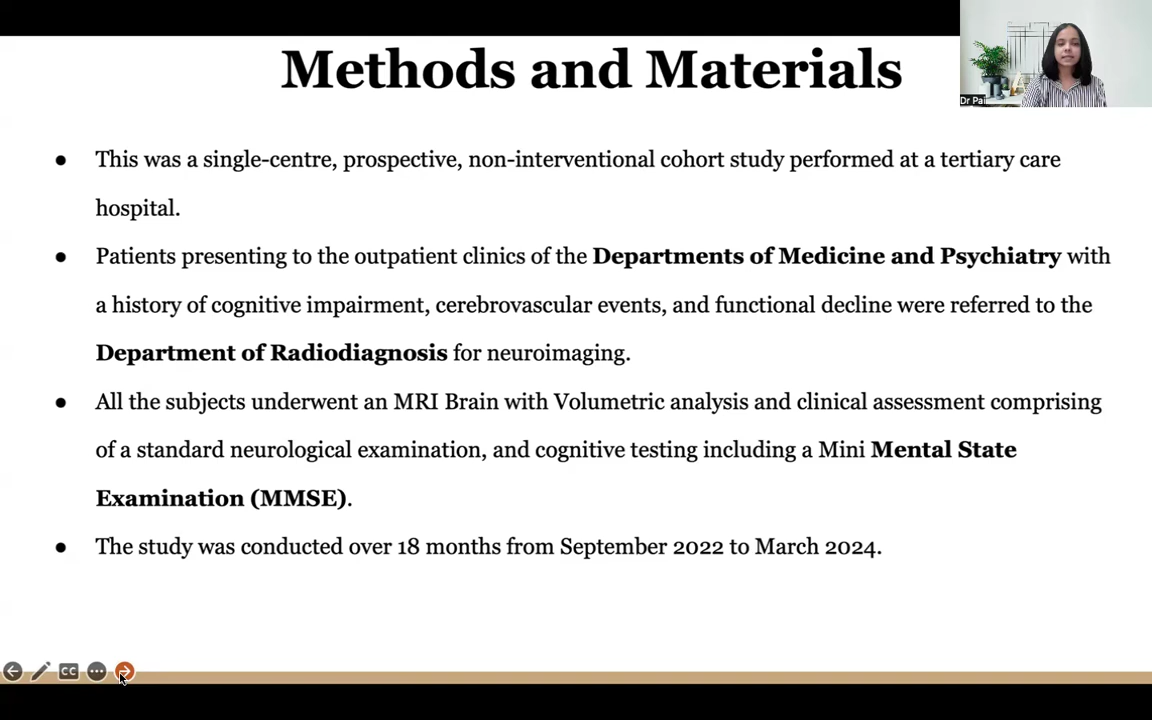 Methods and Materials
Dr Pai
● This was a single-centre, prospective, non-interventional cohort study performed at a tertiary care
hospital.
● Patients presenting to the outpatient clinics of the Departments of Medicine and Psychiatry with
a history of cognitive impairment, cerebrovascular events, and functional decline were referred to the
Department of Radiodiagnosis for neuroimaging.
● All the subjects underwent an MRI Brain with Volumetric analysis and clinical assessment comprising
of a standard neurological examination, and cognitive testing including a Mini Mental State
Examination (MMSE).
● The study was conducted over 18 months from September 2022 to March 2024.
CC